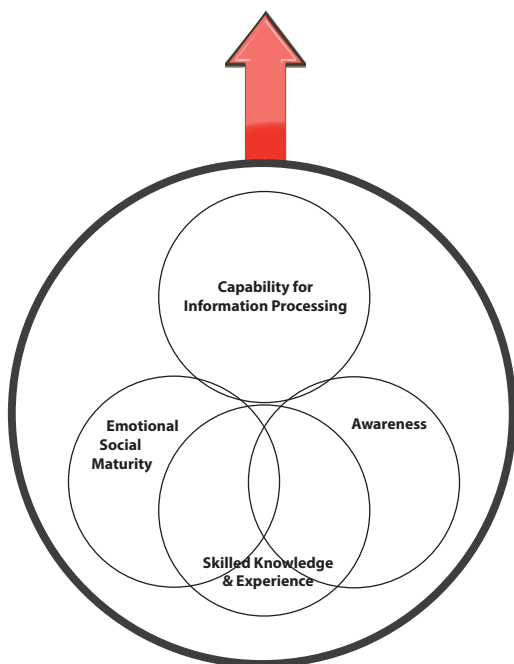 Capability for
Information Processing
Emotional
Social
Maturity
Awareness
Skilled Knowledge
& Experience